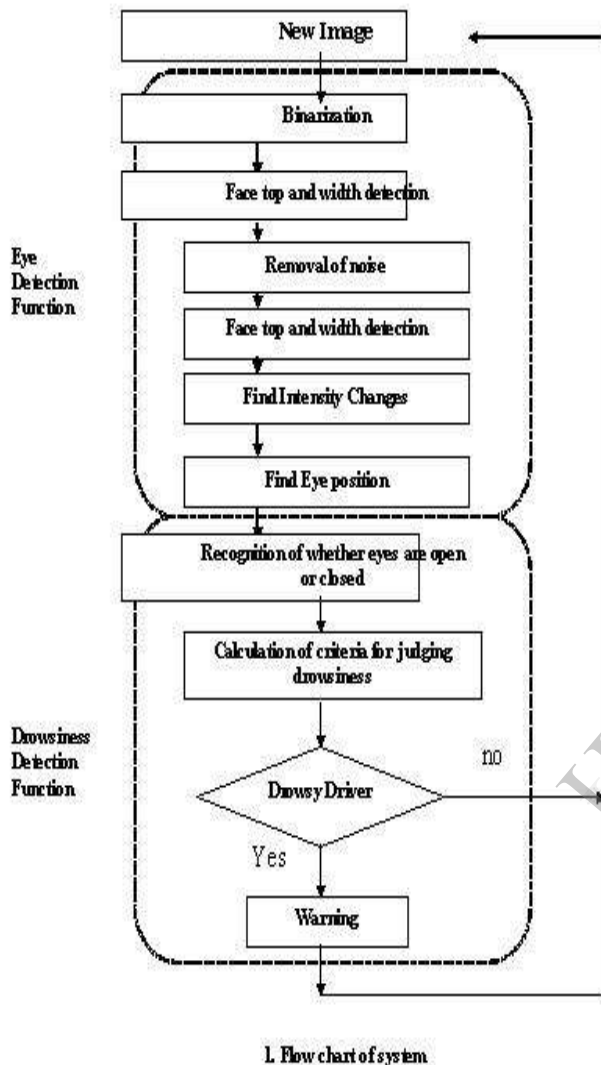 New Image
Binarization
Face top and width detection
Eye
Detection
Function
Removal of noise
Face top and width detection
Find Intensity Changes
Find Eye position
Recognition of whether eyes are open
or closed
Calculation of criteria for judging
drowsiness
Drowsiness
Detection
Function
Drowsy Driver
no
Yes
Warning
1. Flow chart of system